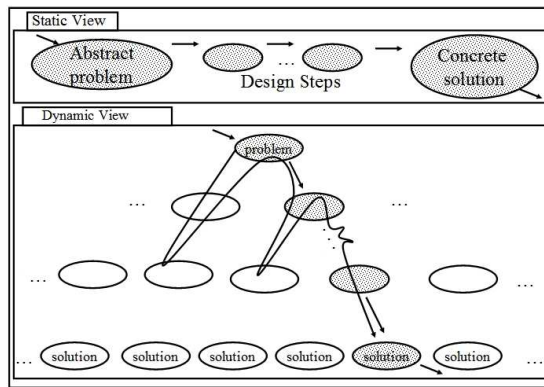 Static View
Abstract
problem
...
Design Steps
Concrete
solution
Dynamic View
problem
...
...
...
...
...
... solution solution solution solution solution solution ...